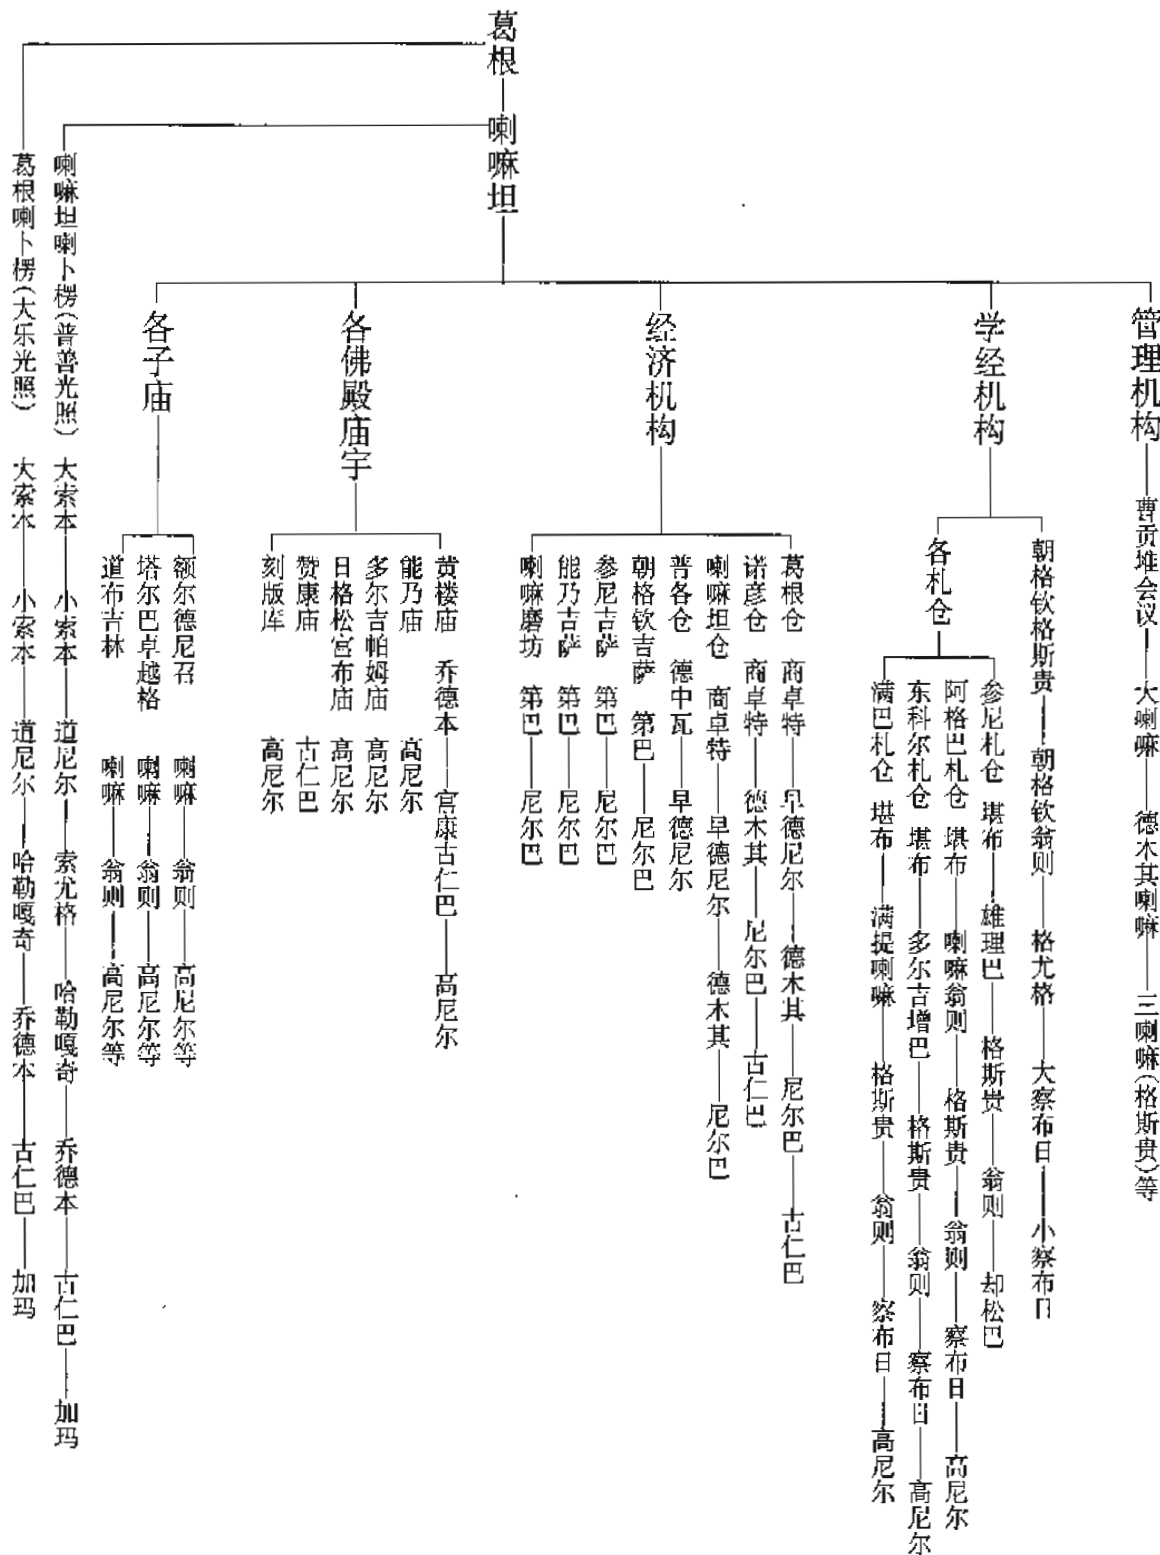 葛根
喇嘛坦
管理机构——曹贡堆会议——大喇嘛——德木其喇嘛——三喇嘛(格斯贵)等
学经机构
朝格钦格斯贵——朝格钦翁则——格尤格——大察布日——小察布日
各札仓
参尼札仓 堪布——雄理巴——格斯贵——翁则——却松巴
阿格巴札仓 堪布——喇嘛翁则——格斯贵——翁则——察布日——高尼尔
东科尔札仓 堪布——多尔吉增巴——格斯贵——翁则——察布日——高尼尔
满巴札仓 堪布——满提喇嘛——格斯贵——翁则——察布日——高尼尔
经济机构
葛根仓 商卓特——早德尼尔——德木其——尼尔巴——古仁巴
诺彦仓 商卓特——德木其——尼尔巴——古仁巴
喇嘛坦仓 商卓特——早德尼尔——德木其——尼尔巴
普各仓 德中瓦——早德尼尔
朝格钦吉萨 第巴——尼尔巴
参尼吉萨 第巴——尼尔巴
能乃吉萨 第巴——尼尔巴
喇嘛磨坊 第巴——尼尔巴
各佛殿庙宇
黄楼庙 乔德本——宫康古仁巴——高尼尔
能乃庙 高尼尔
多尔吉帕姆庙 高尼尔
日格松宫布庙 高尼尔
赞康庙 古仁巴
刻版库 高尼尔
各子庙
额尔德尼召 喇嘛——翁则——高尼尔等
塔尔巴卓越格 喇嘛——翁则——高尼尔等
道布吉林 喇嘛——翁则——高尼尔等
喇嘛坦喇卜楞(普普光照) 大索本——小索本——道尼尔——索尤格——哈勒嘎奇——乔德本——古仁巴——加玛
葛根喇卜楞(大乐光照) 大索本——小索本——道尼尔——哈勒嘎奇——乔德本——古仁巴——加玛